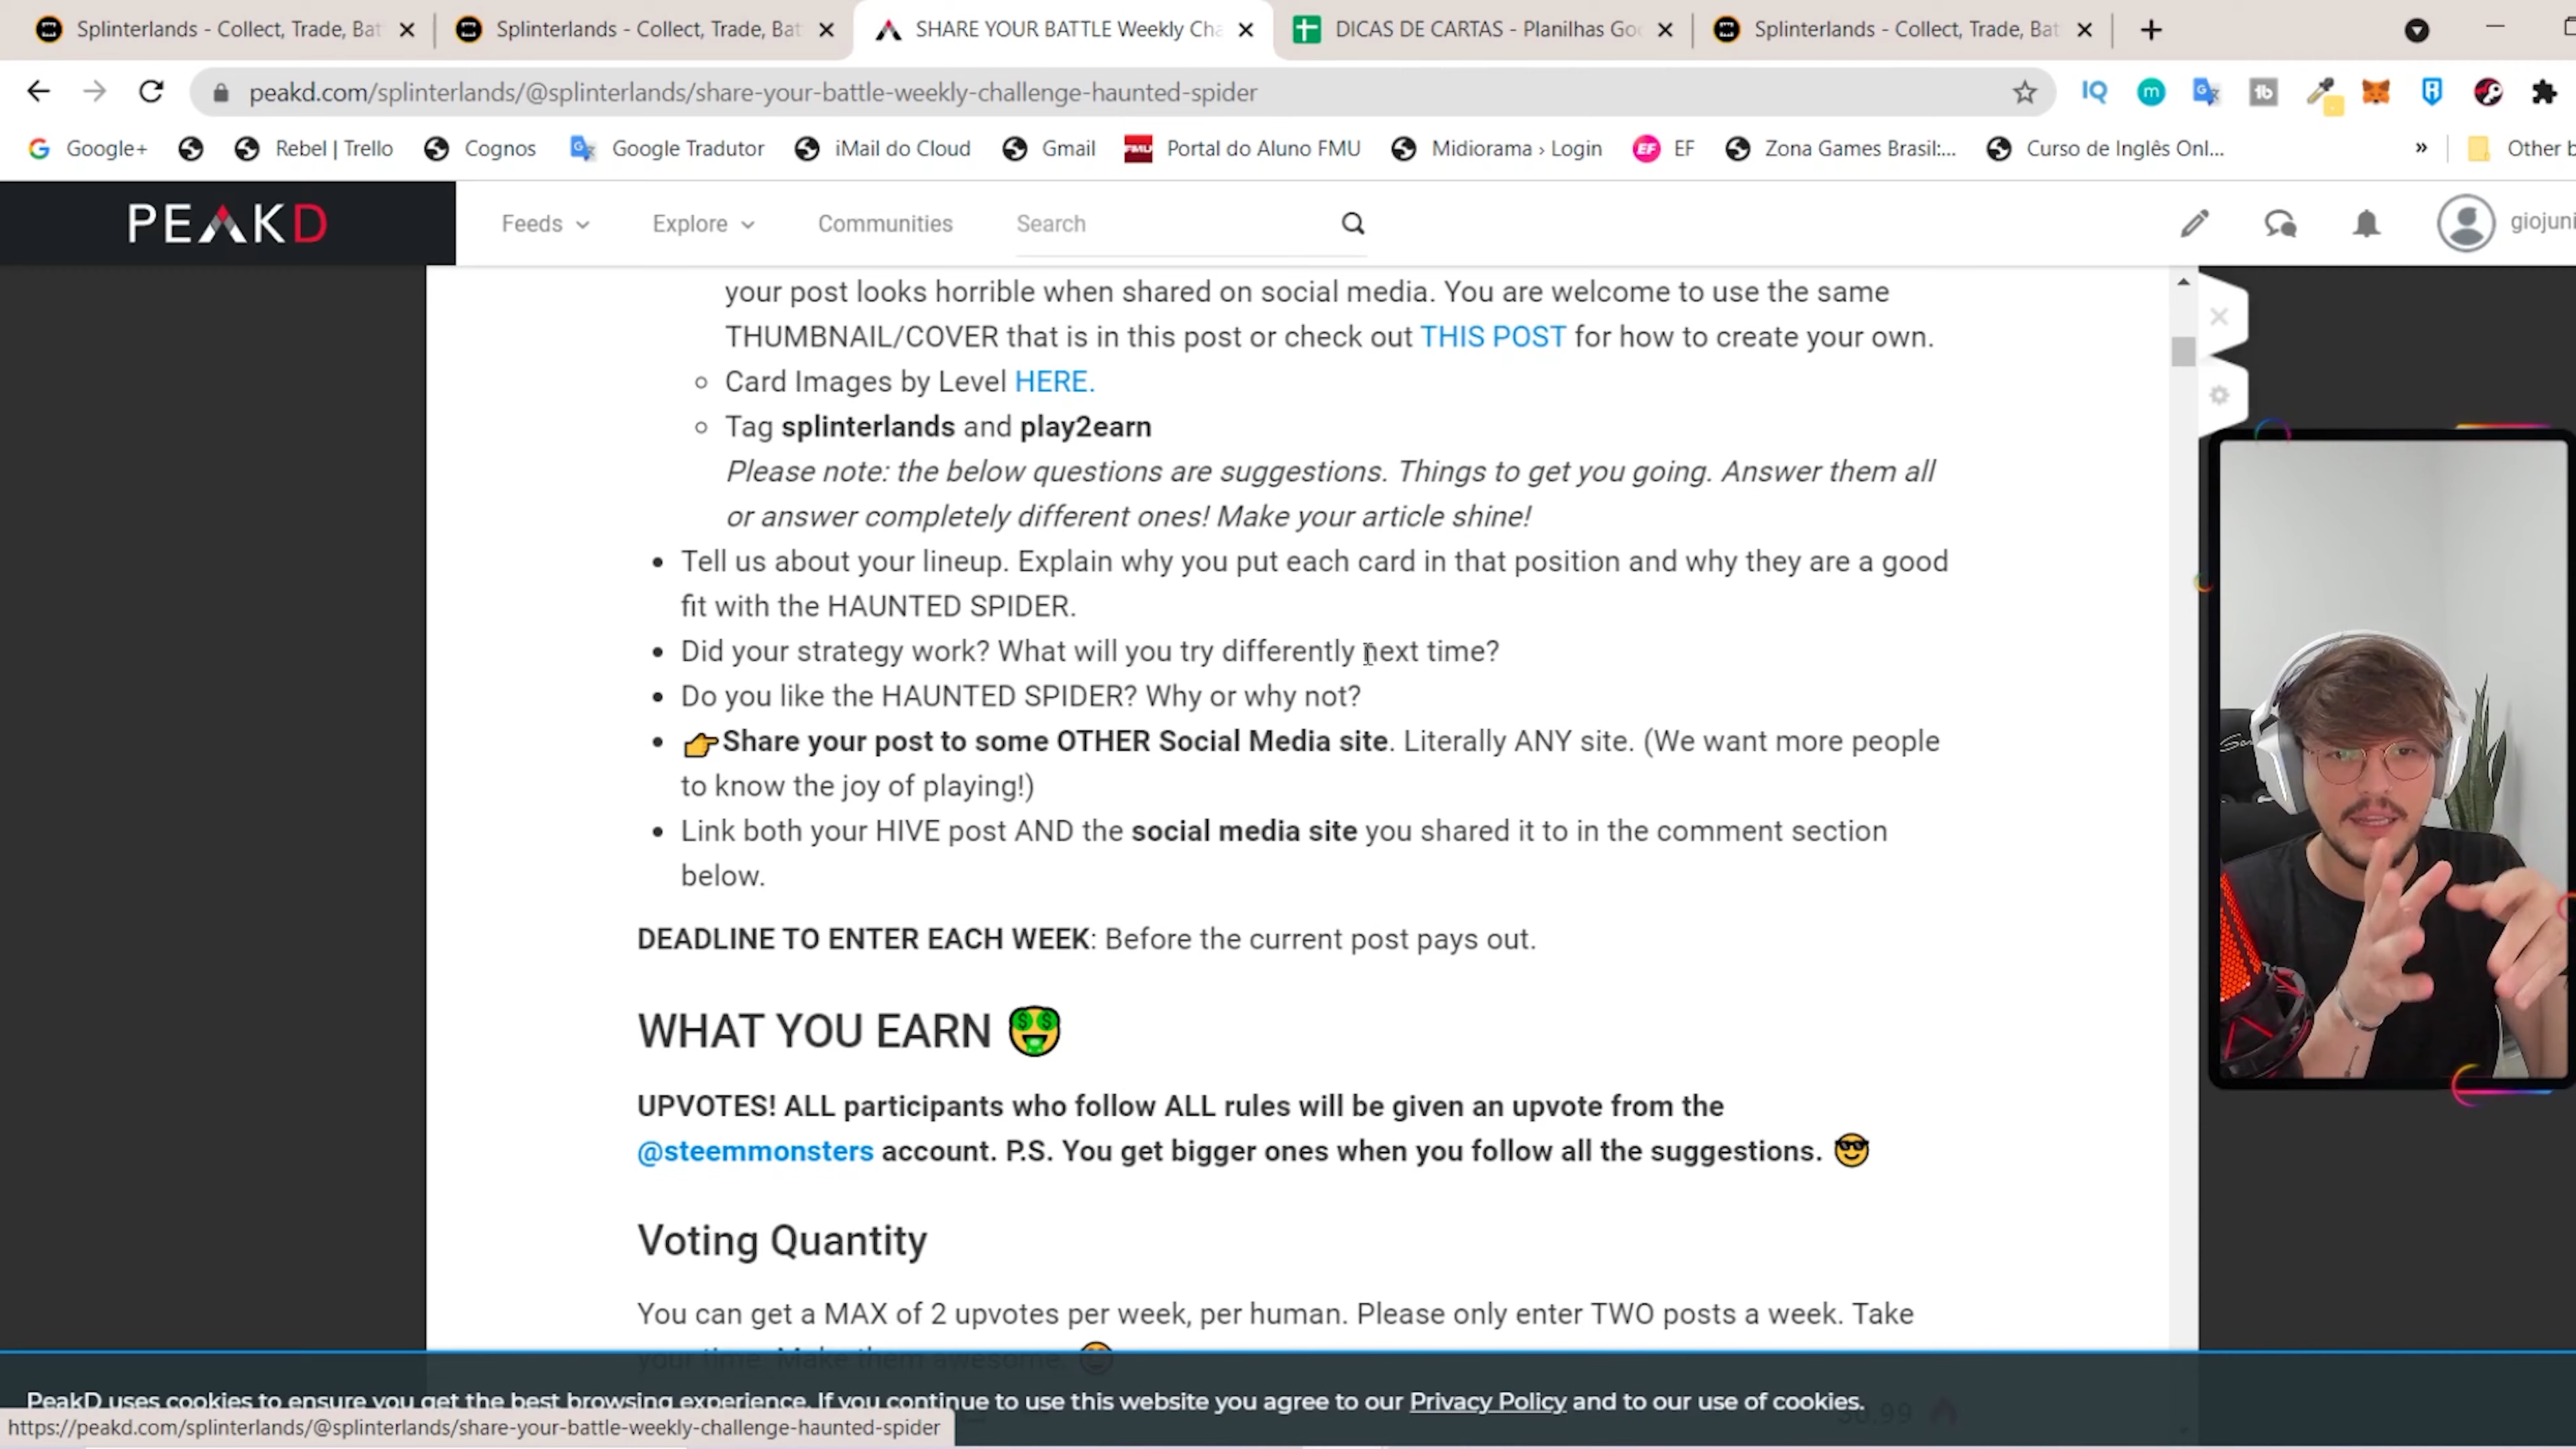 Splinterlands - Collect, Trade, Bat
Splinterlands - Collect, Trade, Bat
SHARE YOUR BATTLE Weekly Cha
DICAS DE CARTAS - Planilhas Goo
Splinterlands - Collect, Trade, Bat
peakd.com/splinterlands/@splinterlands/share-your-battle-weekly-challenge-haunted-spider
Google+
Rebel | Trello
Cognos
Google Tradutor
iMail do Cloud
Gmail
FMU Portal do Aluno FMU
Midiorama › Login
EF EF
Zona Games Brasil:...
Curso de Inglês Onl...
»
Other b
PEAKD
Feeds
Explore
Communities
Search
giojuni
your post looks horrible when shared on social media. You are welcome to use the same
THUMBNAIL/COVER that is in this post or check out THIS POST for how to create your own.
Card Images by Level HERE.
Tag splinterlands and play2earn
Please note: the below questions are suggestions. Things to get you going. Answer them all
or answer completely different ones! Make your article shine!
Tell us about your lineup. Explain why you put each card in that position and why they are a good
fit with the HAUNTED SPIDER.
Did your strategy work? What will you try differently next time?
Do you like the HAUNTED SPIDER? Why or why not?
👉Share your post to some OTHER Social Media site. Literally ANY site. (We want more people
to know the joy of playing!)
Link both your HIVE post AND the social media site you shared it to in the comment section
below.
DEADLINE TO ENTER EACH WEEK: Before the current post pays out.
WHAT YOU EARN 🤑
UPVOTES! ALL participants who follow ALL rules will be given an upvote from the
@steemmonsters account. P.S. You get bigger ones when you follow all the suggestions. 😎
Voting Quantity
You can get a MAX of 2 upvotes per week, per human. Please only enter TWO posts a week. Take
your time. Make them awesome.
PeakD uses cookies to ensure you get the best browsing experience. If you continue to use this website you agree to our Privacy Policy and to our use of cookies.
https://peakd.com/splinterlands/@splinterlands/share-your-battle-weekly-challenge-haunted-spider